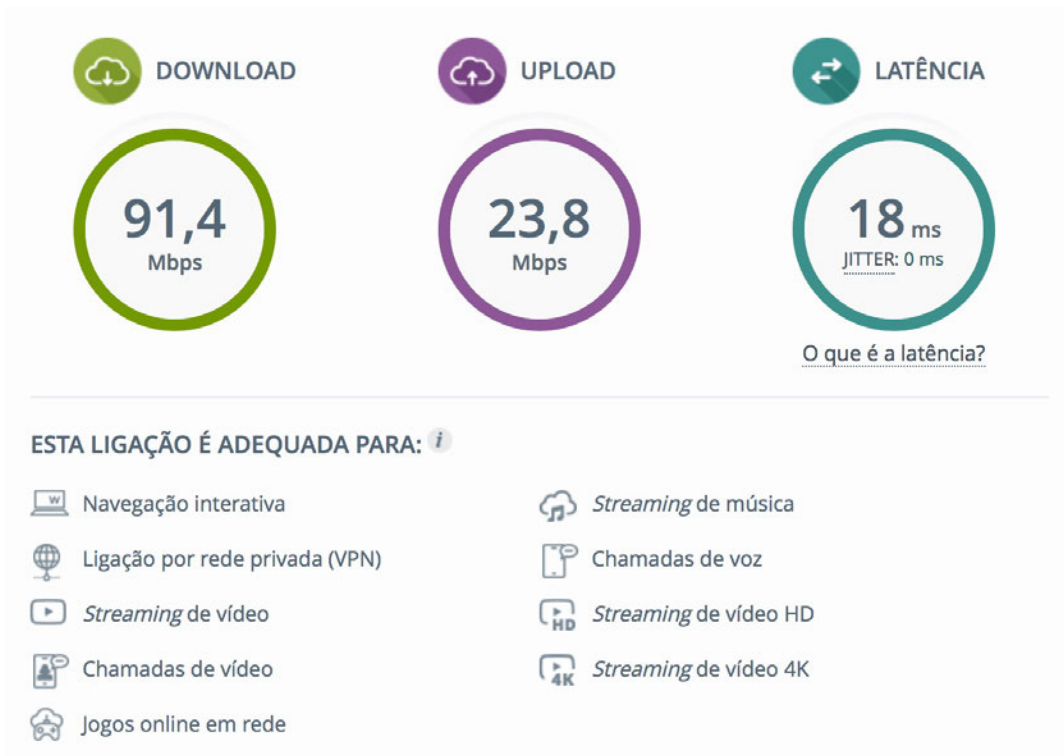 DOWNLOAD
UPLOAD
LATÊNCIA
91,4
Mbps
23,8
Mbps
18 ms
JITTER: 0 ms
O que é a latência?
ESTA LIGAÇÃO É ADEQUADA PARA: i
W
Navegação interativa
Streaming de música
Ligação por rede privada (VPN)
Chamadas de voz
Streaming de vídeo
HD
Streaming de vídeo HD
Chamadas de vídeo
4K
Streaming de vídeo 4K
Jogos online em rede